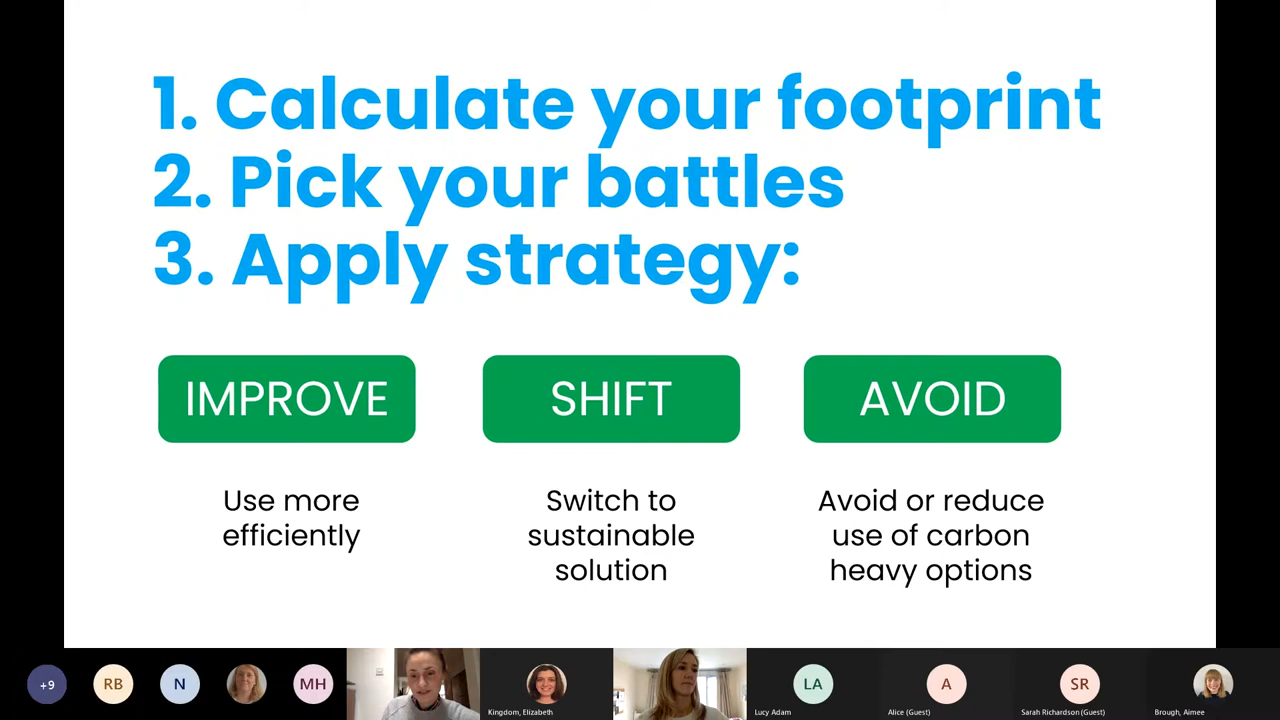 1. Calculate your footprint
2. Pick your battles
3. Apply strategy:
IMPROVE
SHIFT
AVOID
Use more
efficiently
Switch to
sustainable
solution
Avoid or reduce
use of carbon
heavy options
+9
RB
N
MH
Kingdom, Elizabeth
LA
Lucy Adam
A
Alice (Guest)
SR
Sarah Richardson (Guest)
Brough, Aimee